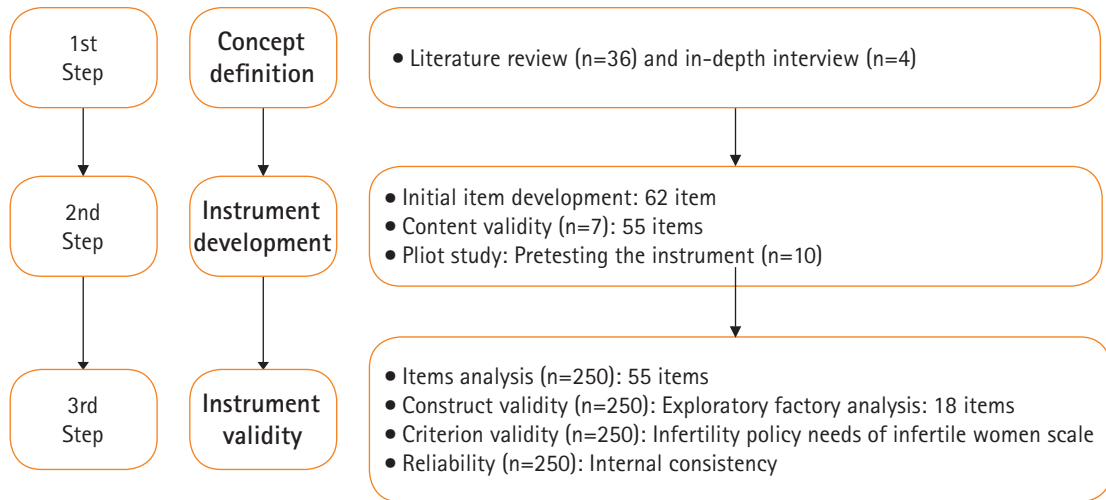 1st
Step
Concept
definition
• Literature review (n=36) and in-depth interview (n=4)
2nd
Step
Instrument
development
• Initial item development: 62 item
• Content validity (n=7): 55 items
• Pliot study: Pretesting the instrument (n=10)
3rd
Step
Instrument
validity
• Items analysis (n=250): 55 items
• Construct validity (n=250): Exploratory factory analysis: 18 items
• Criterion validity (n=250): Infertility policy needs of infertile women scale
• Reliability (n=250): Internal consistency